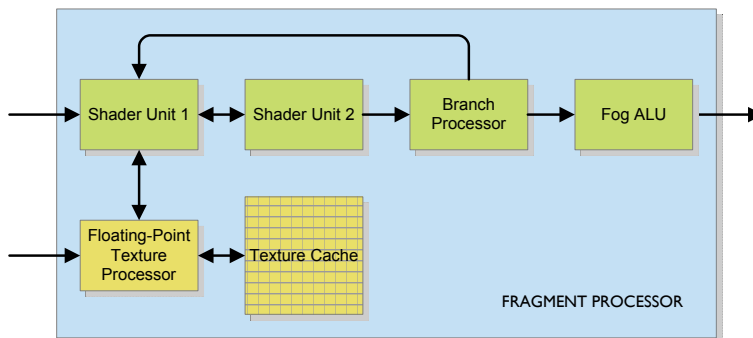 Shader Unit 1
Shader Unit 2
Branch
Processor
Fog ALU
Floating-Point
Texture
Processor
Texture Cache
FRAGMENT PROCESSOR